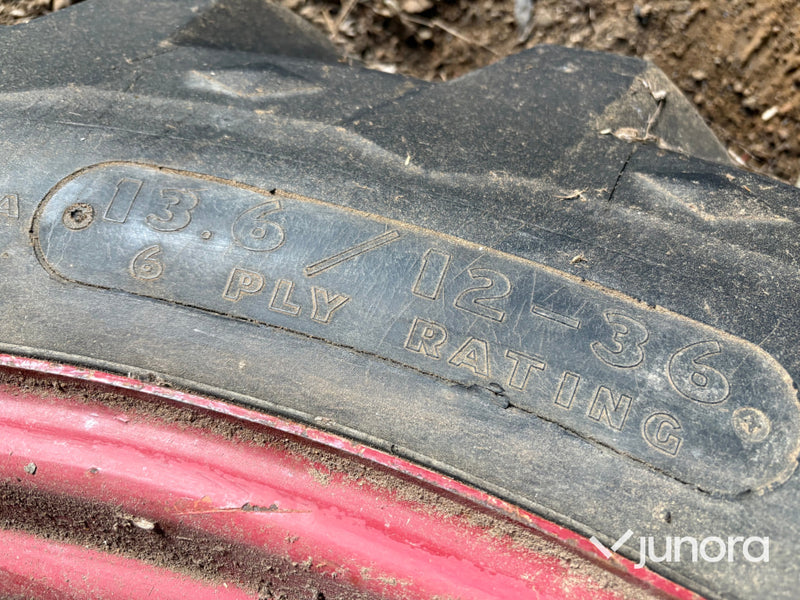 A
13.6/12-36
6 PLY RATING
junora